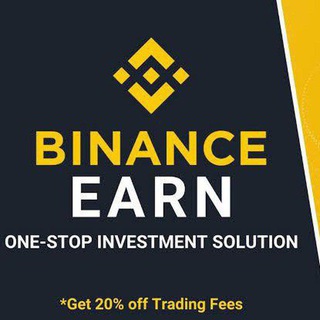 BINANCE
EARN
ONE-STOP INVESTMENT SOLUTION
*Get 20% off Trading Fees